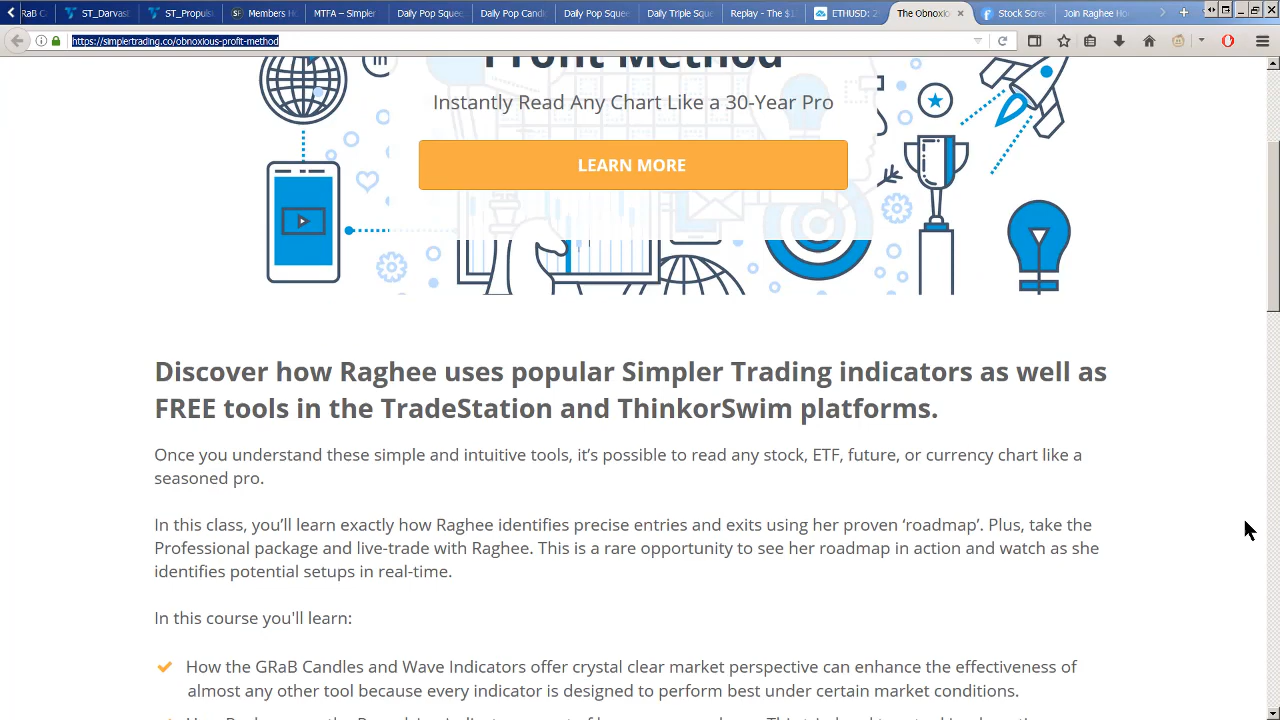 RaB C
ST_Darvas
ST_Propuls
Members H
MTFA – Simpler
Daily Pop Squee
Daily Pop Candl
Daily Pop Squee
Daily Triple Squ
Replay - The $1
ETHUSD: 2
The Obnoxio
Stock Scree
Join Raghee Ho
https://simplertrading.co/obnoxious-profit-method
Profit Method
Instantly Read Any Chart Like a 30-Year Pro
LEARN MORE
Discover how Raghee uses popular Simpler Trading indicators as well as
FREE tools in the TradeStation and ThinkorSwim platforms.
Once you understand these simple and intuitive tools, it’s possible to read any stock, ETF, future, or currency chart like a
seasoned pro.
In this class, you’ll learn exactly how Raghee identifies precise entries and exits using her proven ‘roadmap’. Plus, take the
Professional package and live-trade with Raghee. This is a rare opportunity to see her roadmap in action and watch as she
identifies potential setups in real-time.
In this course you'll learn:
How the GRaB Candles and Wave Indicators offer crystal clear market perspective can enhance the effectiveness of
almost any other tool because every indicator is designed to perform best under certain market conditions.